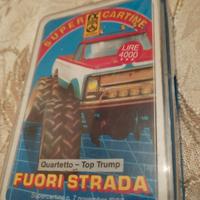 SUPER CARTINE
LIRE
4000
Quartetto - Top Trump
FUORI STRADA